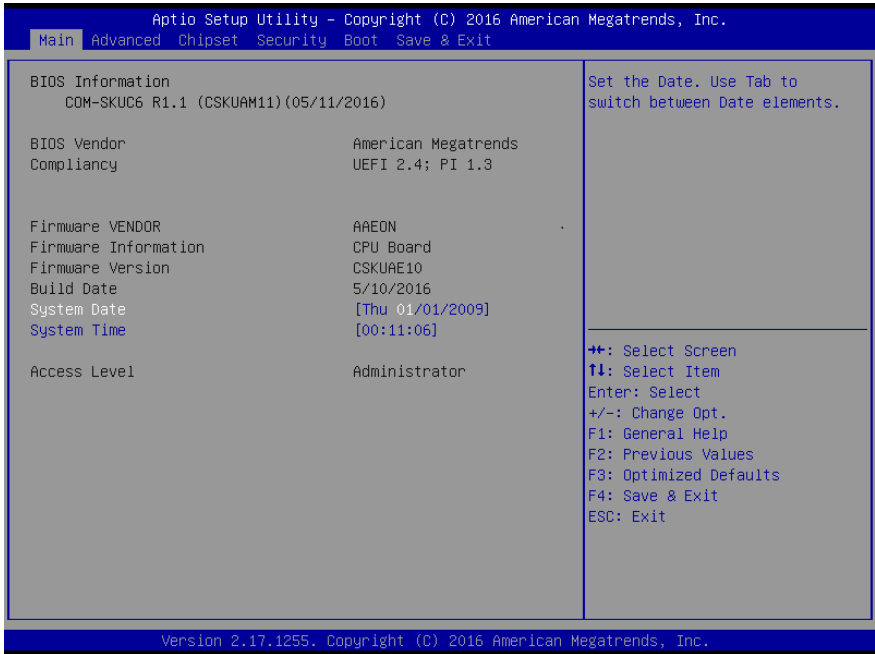 Aptio Setup Utility – Copyright (C) 2016 American Megatrends, Inc.
Main Advanced Chipset Security Boot Save & Exit
BIOS Information
COM-SKUC6 R1.1 (CSKUAM11)(05/11/2016)
BIOS Vendor American Megatrends
Compliancy UEFI 2.4; PI 1.3
Firmware VENDOR AAEON
Firmware Information CPU Board
Firmware Version CSKUAE10
Build Date 5/10/2016
System Date [Thu 01/01/2009]
System Time [00:11:06]
Access Level Administrator
Set the Date. Use Tab to
switch between Date elements.
→←: Select Screen
↑↓: Select Item
Enter: Select
+/-: Change Opt.
F1: General Help
F2: Previous Values
F3: Optimized Defaults
F4: Save & Exit
ESC: Exit
Version 2.17.1255. Copyright (C) 2016 American Megatrends, Inc.